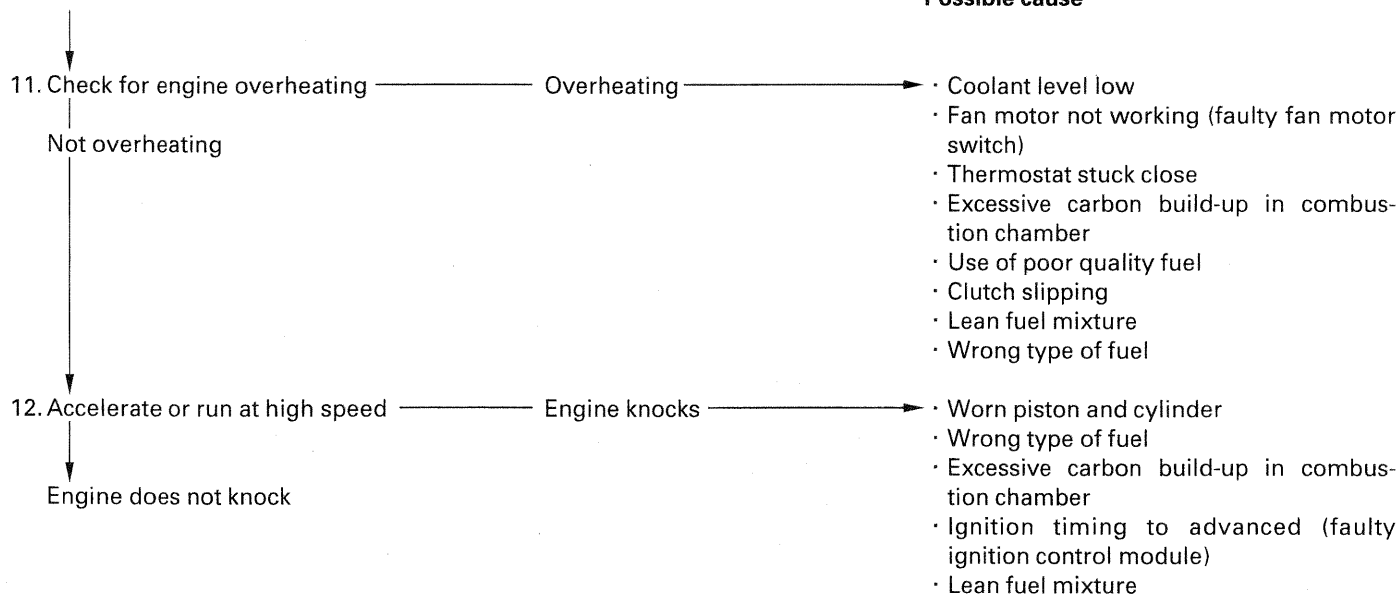 Possible cause
11. Check for engine overheating
Overheating
· Coolant level low
· Fan motor not working (faulty fan motor
switch)
· Thermostat stuck close
· Excessive carbon build-up in combus-
tion chamber
· Use of poor quality fuel
· Clutch slipping
· Lean fuel mixture
· Wrong type of fuel
Not overheating
12. Accelerate or run at high speed
Engine knocks
· Worn piston and cylinder
· Wrong type of fuel
· Excessive carbon build-up in combus-
tion chamber
· Ignition timing to advanced (faulty
ignition control module)
· Lean fuel mixture
Engine does not knock